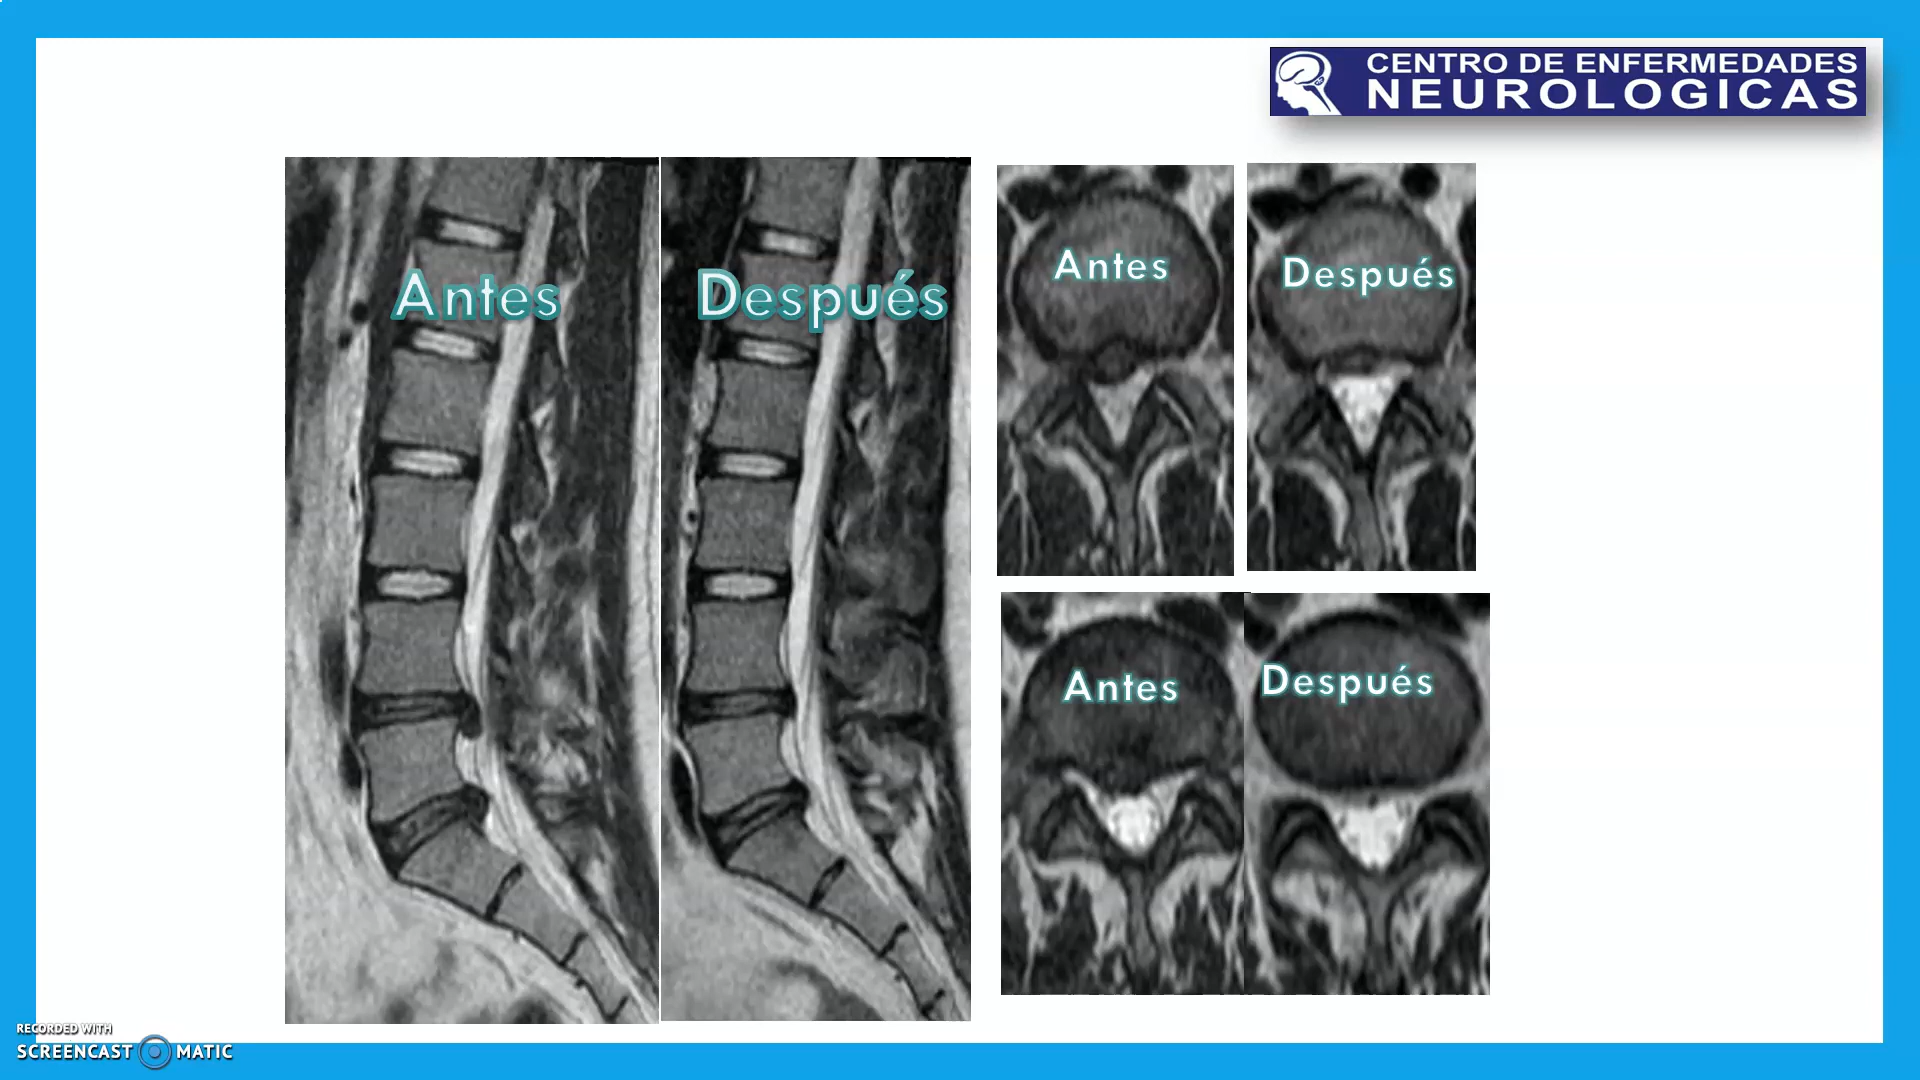 CENTRO DE ENFERMEDADES
NEUROLOGICAS
Antes
Después
Antes
Después
Antes
Después
RECORDED WITH
SCREENCAST MATIC